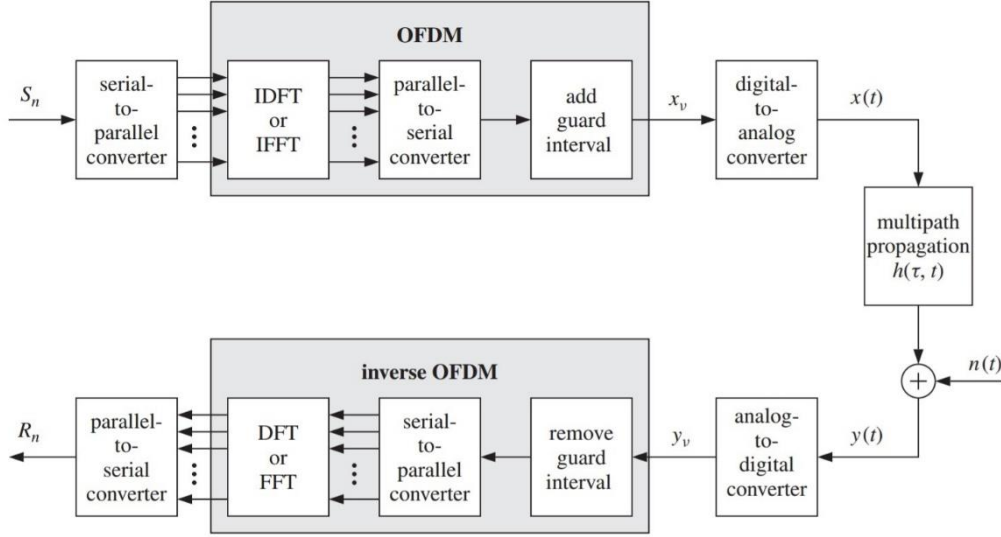 OFDM
S_n
serial-
to-
parallel
converter
IDFT
or
IFFT
parallel-
to-
serial
converter
add
guard
interval
x_ν
digital-
to-
analog
converter
x(t)
multipath
propagation
h(τ, t)
inverse OFDM
n(t)
+
R_n
parallel-
to-
serial
converter
DFT
or
FFT
serial-
to-
parallel
converter
remove
guard
interval
y_ν
analog-
to-
digital
converter
y(t)